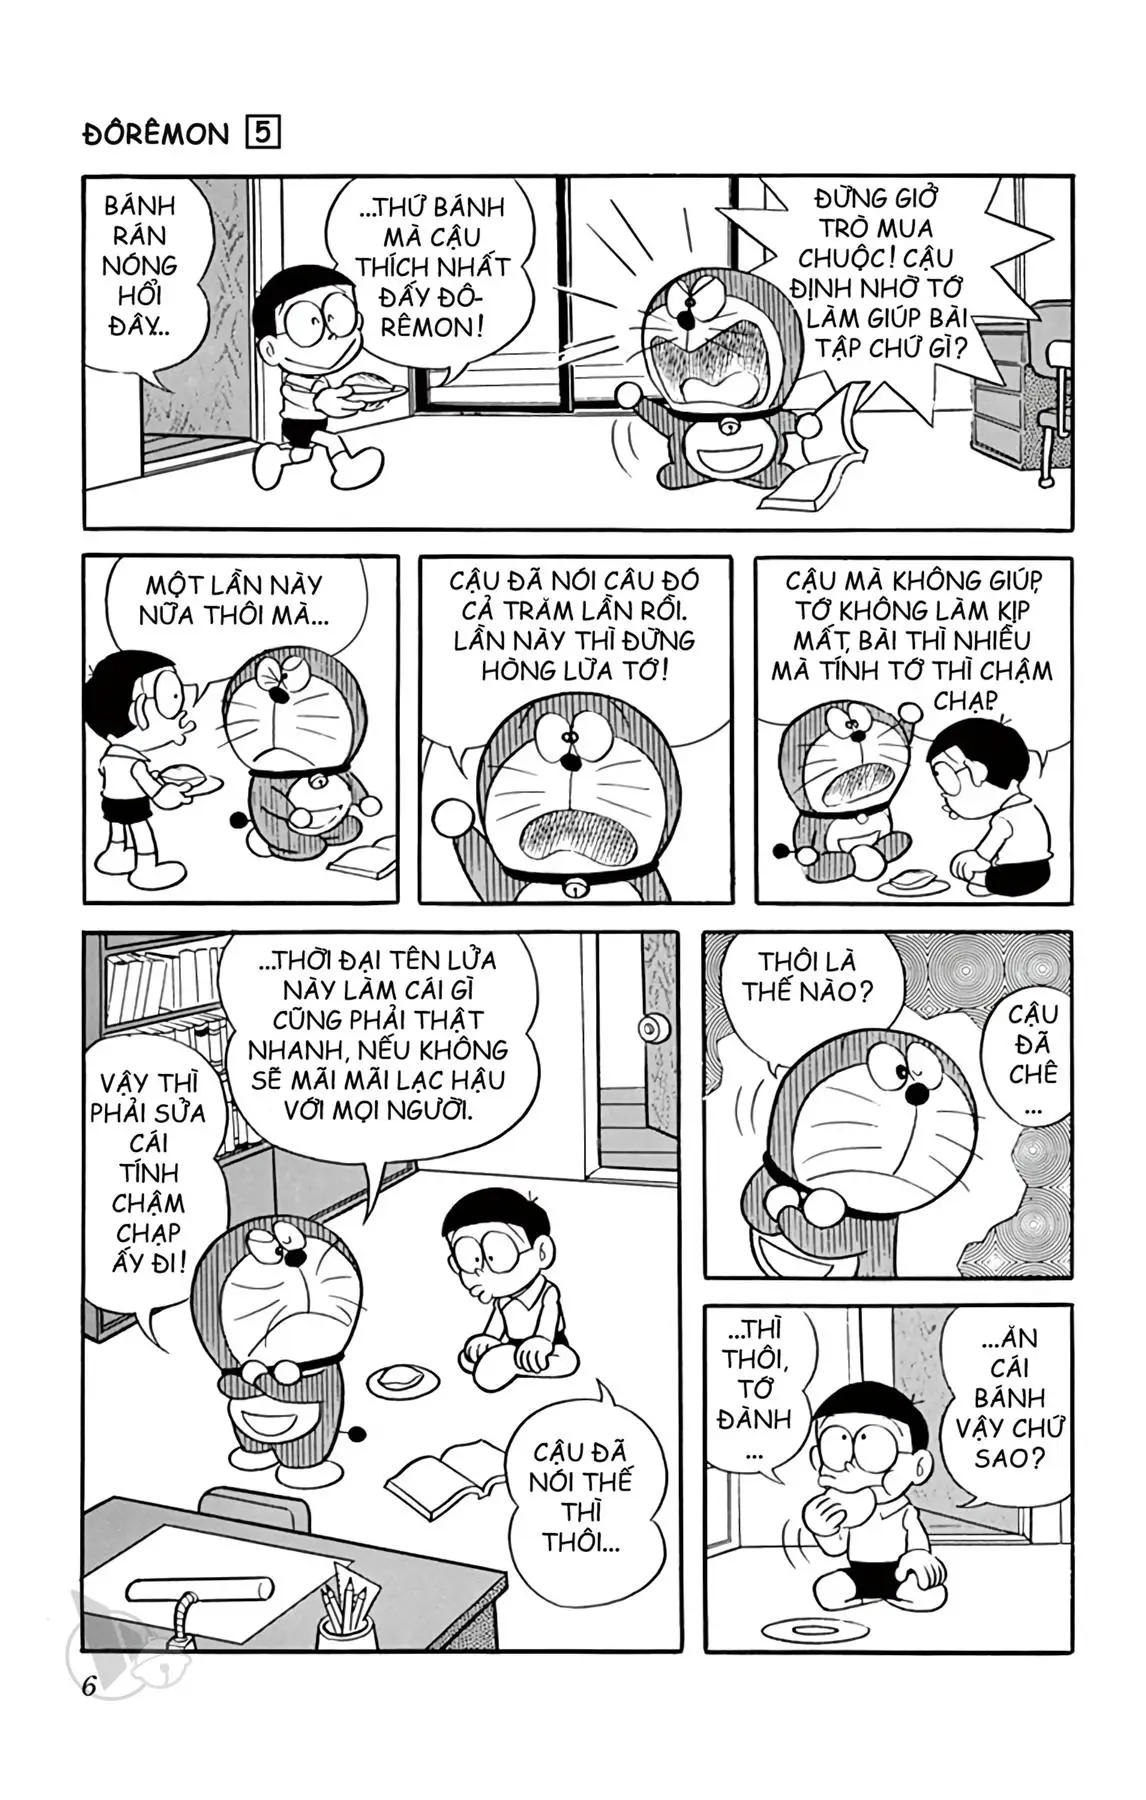 ĐÔRÊMON 5
BÁNH
RÁN
NÓNG
HỔI
ĐÂY...
...THỨ BÁNH
MÀ CẬU
THÍCH NHẤT
ĐẤY ĐÔ-
RÊMON!
ĐỪNG GIỞ
TRÒ MUA
CHUỘC! CẬU
ĐỊNH NHỜ TỚ
LÀM GIÚP BÀI
TẬP CHỨ GÌ?
MỘT LẦN NÀY
NỮA THÔI MÀ...
CẬU ĐÃ NÓI CÂU ĐÓ
CẢ TRĂM LẦN RỒI.
LẦN NÀY THÌ ĐỪNG
HÒNG LỪA TỚ!
CẬU MÀ KHÔNG GIÚP,
TỚ KHÔNG LÀM KỊP
MẤT, BÀI THÌ NHIỀU
MÀ TÍNH TỚ THÌ CHẬM
CHẠP.
VẬY THÌ
PHẢI SỬA
CÁI
TÍNH
CHẬM
CHẠP
ẤY ĐI!
...THỜI ĐẠI TÊN LỬA
NÀY LÀM CÁI GÌ
CŨNG PHẢI THẬT
NHANH, NẾU KHÔNG
SẼ MÃI MÃI LẠC HẬU
VỚI MỌI NGƯỜI.
CẬU ĐÃ
NÓI THẾ
THÌ
THÔI...
THÔI LÀ
THẾ NÀO?
CẬU
ĐÃ
CHÊ
...
...THÌ
THÔI,
TỚ
ĐÀNH
...
...ĂN
CÁI
BÁNH
VẬY CHỨ
SAO?
6